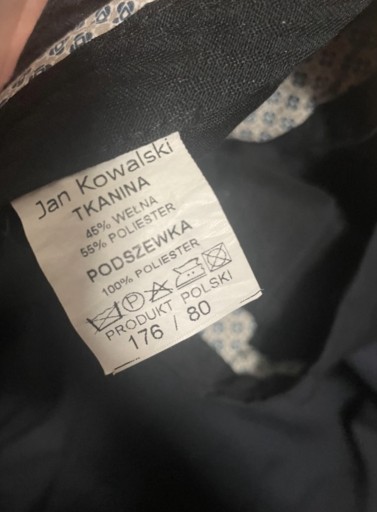 Jan Kowalski
TKANINA
45% WEŁNA
55% POLIESTER
PODSZEWKA
100% POLIESTER
P
PRODUKT POLSKI
176 / 80